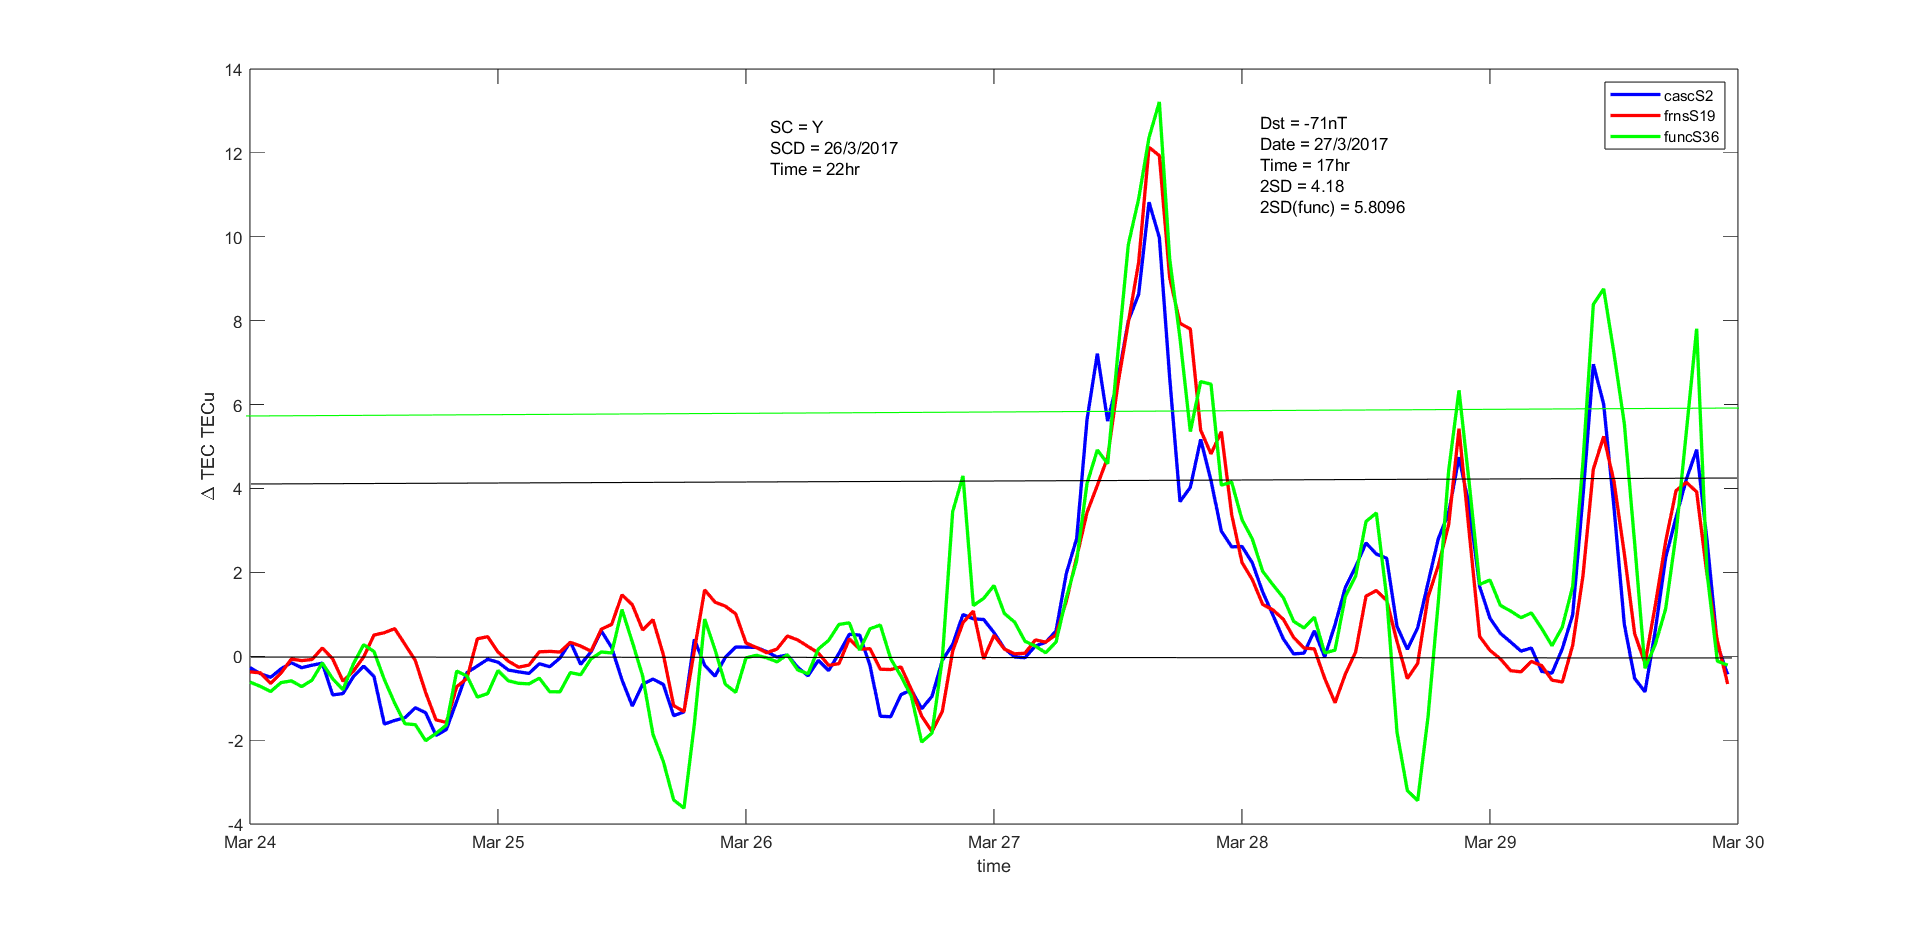 SC = Y
SCD = 26/3/2017
Time = 22hr
Dst = -71nT
Date = 27/3/2017
Time = 17hr
2SD = 4.18
2SD(func) = 5.8096
cascS2
frnsS19
funcS36
14
12
10
8
6
4
2
0
-2
-4
Δ TEC TECu
Mar 24 Mar 25 Mar 26 Mar 27 Mar 28 Mar 29 Mar 30
time